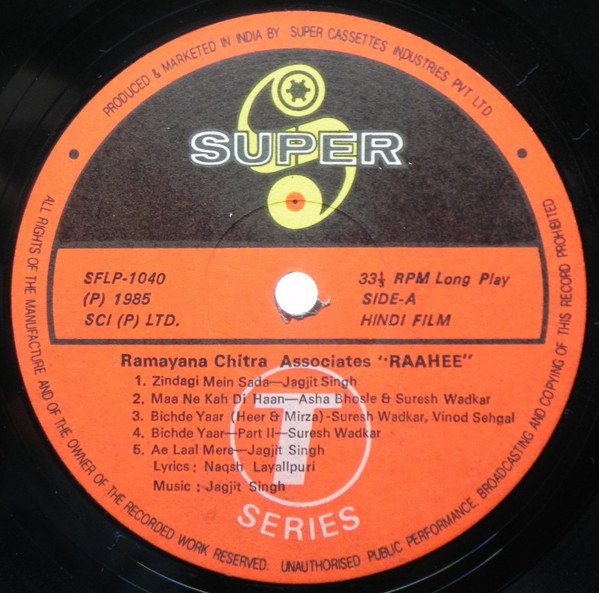 PRODUCED & MARKETED IN INDIA BY SUPER CASSETTES INDUSTRIES PVT. LTD.
SUPER
SFLP-1040
33⅓ RPM Long Play
(P) 1985
SIDE-A
SCI (P) LTD.
HINDI FILM
Ramayana Chitra Associates "RAAHEE"
1. Zindagi Mein Sada—Jagjit Singh
2. Maa Ne Kah Di Haan—Asha Bhosle & Suresh Wadkar
3. Bichde Yaar (Heer & Mirza)-Suresh Wadkar, Vinod Sehgal
4. Bichde Yaar—Part II—Suresh Wadkar
5. Ae Laal Mere—Jagjit Singh
Lyrics : Naqsh Layallpuri
Music : Jagjit Singh
T
SERIES
ALL RIGHTS OF THE MANUFACTURE AND OF THE OWNER OF THE RECORDED WORK RESERVED. UNAUTHORISED PUBLIC PERFORMANCE, BROADCASTING AND COPYING OF THIS RECORD PROHIBITED